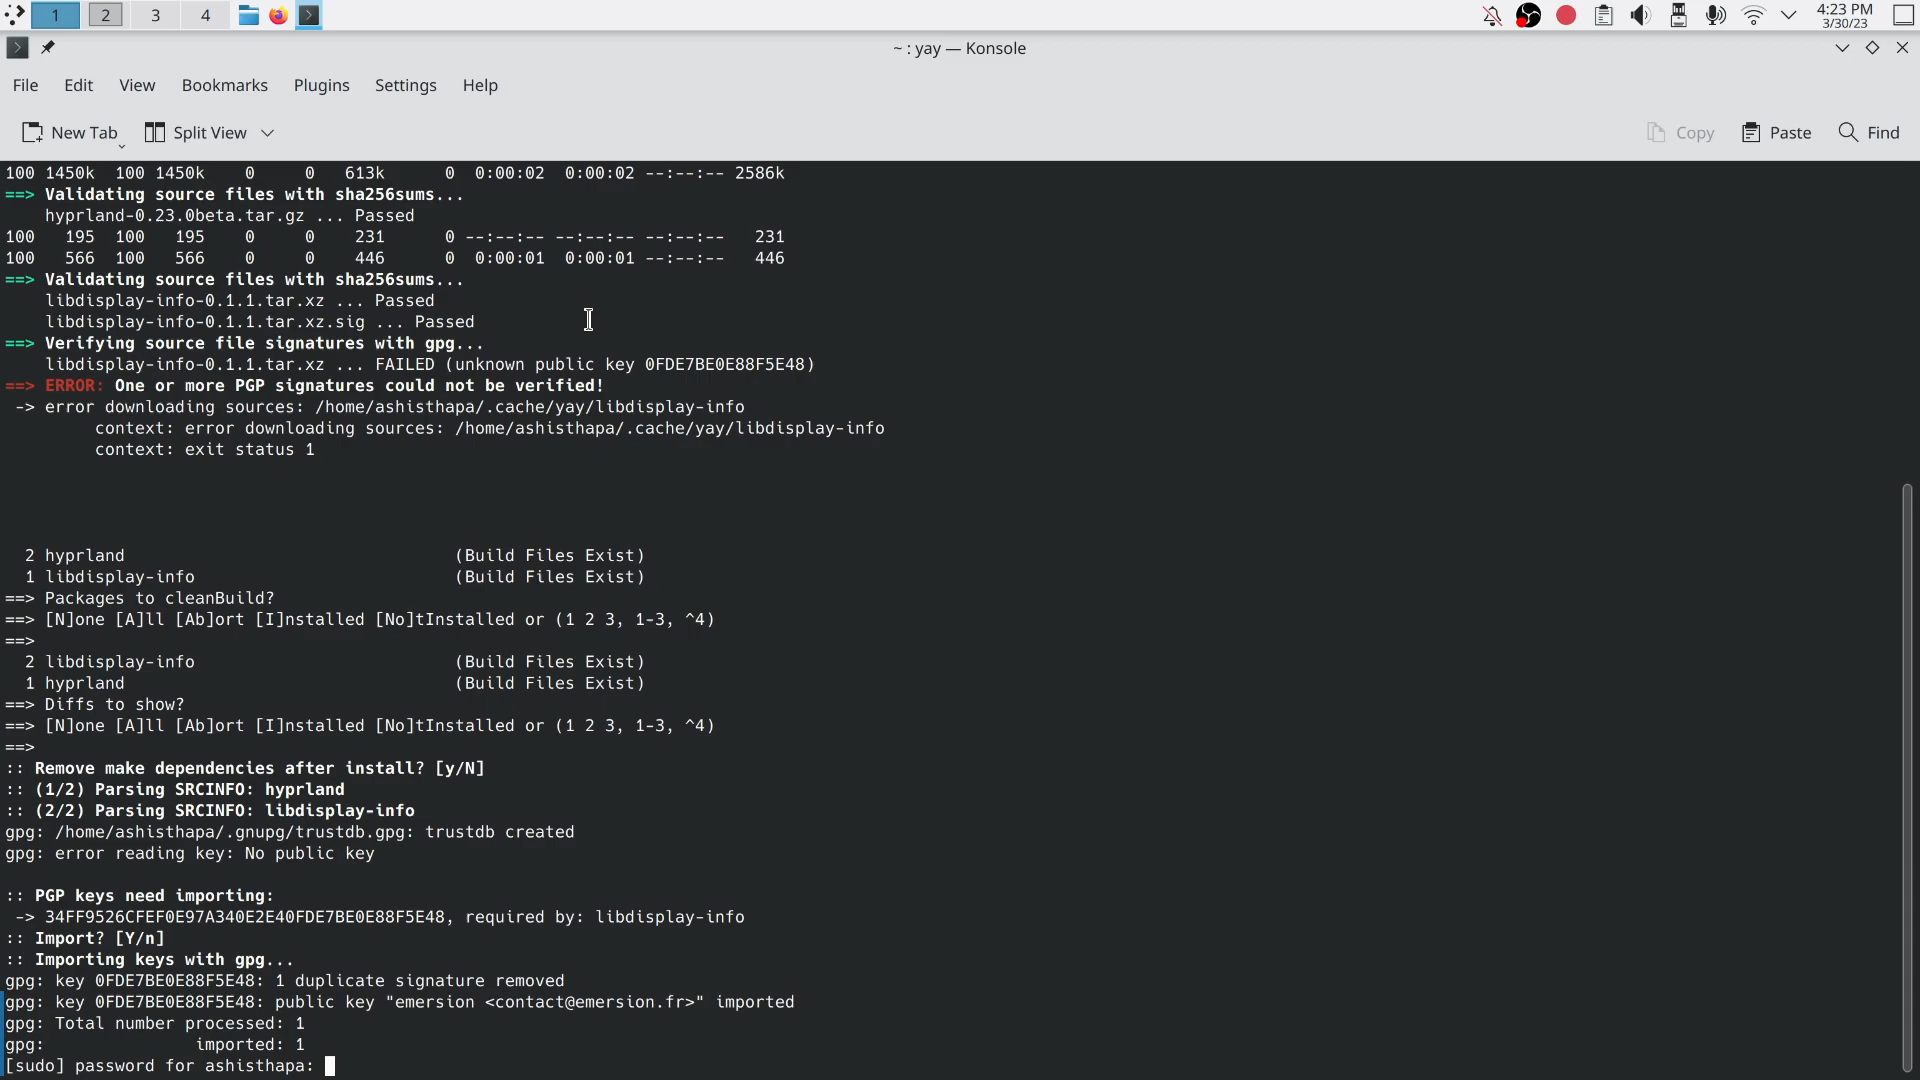 1 2 3 4 4:23 PM
3/30/23
~ : yay — Konsole
File Edit View Bookmarks Plugins Settings Help
New Tab Split View Copy Paste Find
100 1450k  100 1450k    0     0   613k      0  0:00:02  0:00:02 --:--:-- 2586k
==> Validating source files with sha256sums...
    hyprland-0.23.0beta.tar.gz ... Passed
100   195  100   195    0     0    231      0 --:--:-- --:--:-- --:--:--   231
100   566  100   566    0     0    446      0  0:00:01  0:00:01 --:--:--   446
==> Validating source files with sha256sums...
    libdisplay-info-0.1.1.tar.xz ... Passed
    libdisplay-info-0.1.1.tar.xz.sig ... Passed
==> Verifying source file signatures with gpg...
    libdisplay-info-0.1.1.tar.xz ... FAILED (unknown public key 0FDE7BE0E88F5E48)
==> ERROR: One or more PGP signatures could not be verified!
 -> error downloading sources: /home/ashisthapa/.cache/yay/libdisplay-info
         context: error downloading sources: /home/ashisthapa/.cache/yay/libdisplay-info
         context: exit status 1
  2 hyprland                                 (Build Files Exist)
  1 libdisplay-info                          (Build Files Exist)
==> Packages to cleanBuild?
==> [N]one [A]ll [Ab]ort [I]nstalled [No]tInstalled or (1 2 3, 1-3, ^4)
==>
  2 libdisplay-info                          (Build Files Exist)
  1 hyprland                                 (Build Files Exist)
==> Diffs to show?
==> [N]one [A]ll [Ab]ort [I]nstalled [No]tInstalled or (1 2 3, 1-3, ^4)
==>
:: Remove make dependencies after install? [y/N]
:: (1/2) Parsing SRCINFO: hyprland
:: (2/2) Parsing SRCINFO: libdisplay-info
gpg: /home/ashisthapa/.gnupg/trustdb.gpg: trustdb created
gpg: error reading key: No public key
:: PGP keys need importing:
 -> 34FF9526CFEF0E97A340E2E40FDE7BE0E88F5E48, required by: libdisplay-info
:: Import? [Y/n]
:: Importing keys with gpg...
gpg: key 0FDE7BE0E88F5E48: 1 duplicate signature removed
gpg: key 0FDE7BE0E88F5E48: public key "emersion <contact@emersion.fr>" imported
gpg: Total number processed: 1
gpg:               imported: 1
[sudo] password for ashisthapa: